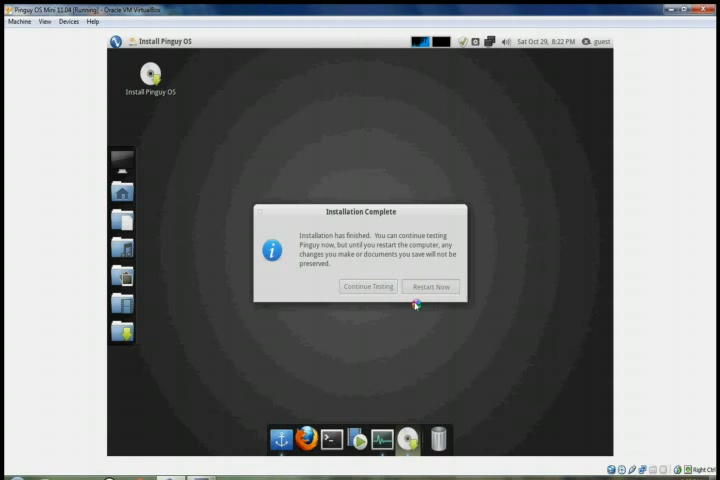 Pinguy OS Mini 11.04 [Running] - Oracle VM VirtualBox
Machine View Devices Help
Install Pinguy OS
Sat Oct 29, 8:22 PM guest
Install Pinguy OS
Installation Complete
Installation has finished. You can continue testing
Pinguy now, but until you restart the computer, any
changes you make or documents you save will not be
preserved.
Continue Testing Restart Now
Right Ctrl